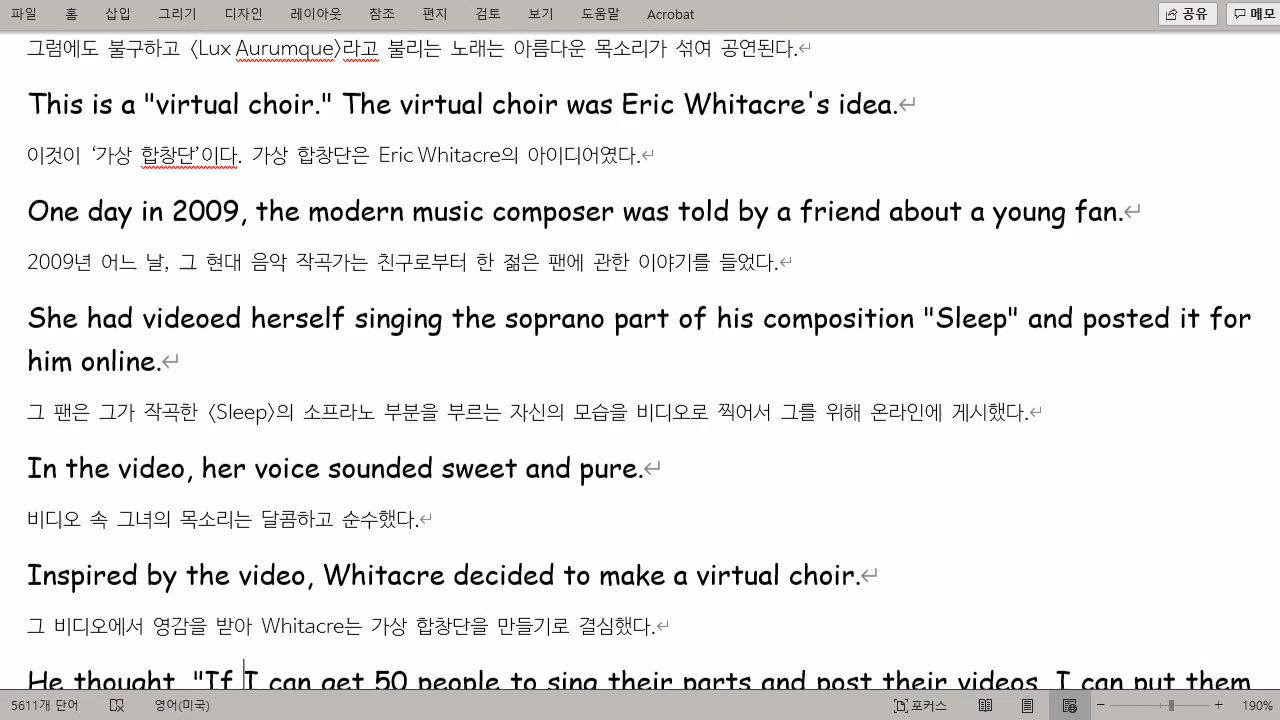 파일 홈 삽입 그리기 디자인 레이아웃 참조 편지 검토 보기 도움말 Acrobat 공유 메모
그럼에도 불구하고 〈Lux Aurumque〉라고 불리는 노래는 아름다운 목소리가 섞여 공연된다.
This is a "virtual choir." The virtual choir was Eric Whitacre's idea.
이것이 ‘가상 합창단’이다. 가상 합창단은 Eric Whitacre의 아이디어였다.
One day in 2009, the modern music composer was told by a friend about a young fan.
2009년 어느 날, 그 현대 음악 작곡가는 친구로부터 한 젊은 팬에 관한 이야기를 들었다.
She had videoed herself singing the soprano part of his composition "Sleep" and posted it for
him online.
그 팬은 그가 작곡한 〈Sleep〉의 소프라노 부분을 부르는 자신의 모습을 비디오로 찍어서 그를 위해 온라인에 게시했다.
In the video, her voice sounded sweet and pure.
비디오 속 그녀의 목소리는 달콤하고 순수했다.
Inspired by the video, Whitacre decided to make a virtual choir.
그 비디오에서 영감을 받아 Whitacre는 가상 합창단을 만들기로 결심했다.
He thought, "If I can get 50 people to sing their parts and post their videos, I can put them
5611개 단어 영어(미국) 포커스 190%